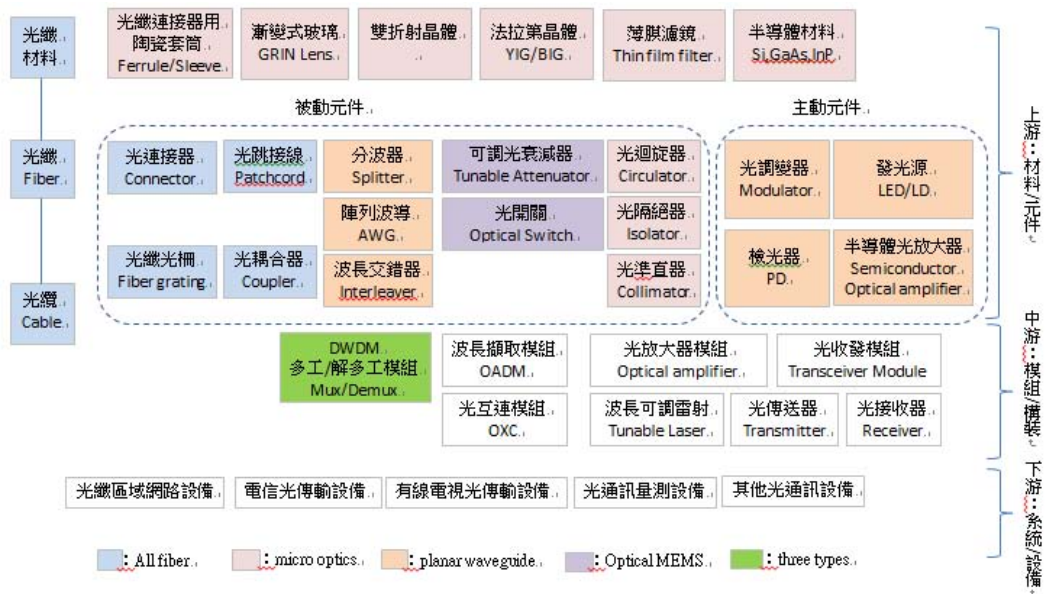 光纖
材料
光纖連接器用
陶瓷套筒
Ferrule/Sleeve
漸變式玻璃
GRIN Lens
雙折射晶體
法拉第晶體
YIG/BIG
薄膜濾鏡
Thin film filter
半導體材料
Si,GaAs,InP
被動元件
主動元件
光纖
Fiber
光連接器
Connector
光跳接線
Patchcord
分波器
Splitter
可調光衰減器
Tunable Attenuator
光迴旋器
Circulator
光調變器
Modulator
發光源
LED/LD
陣列波導
AWG
光開關
Optical Switch
光隔絕器
Isolator
光纖光柵
Fiber grating
光耦合器
Coupler
波長交錯器
Interleaver
光準直器
Collimator
檢光器
PD
半導體光放大器
Semiconductor
Optical amplifier
光纜
Cable
上游：材料/元件
DWDM
多工/解多工模組
Mux/Demux
波長擷取模組
OADM
光放大器模組
Optical amplifier
光收發模組
Transceiver Module
光互連模組
OXC
波長可調雷射
Tunable Laser
光傳送器
Transmitter
光接收器
Receiver
中游：模組/構裝
光纖區域網路設備
電信光傳輸設備
有線電視光傳輸設備
光通訊量測設備
其他光通訊設備
下游：系統/設備
：All fiber
：micro optics
：planar waveguide
：Optical MEMS
：three types